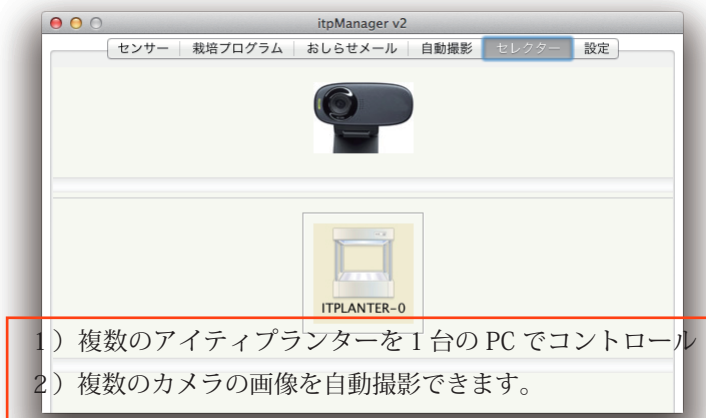 itpManager v2
センサー 栽培プログラム おしらせメール 自動撮影 セレクター 設定
ITPLANTER-0
1）複数のアイティプランターを１台の PC でコントロール
2）複数のカメラの画像を自動撮影できます。